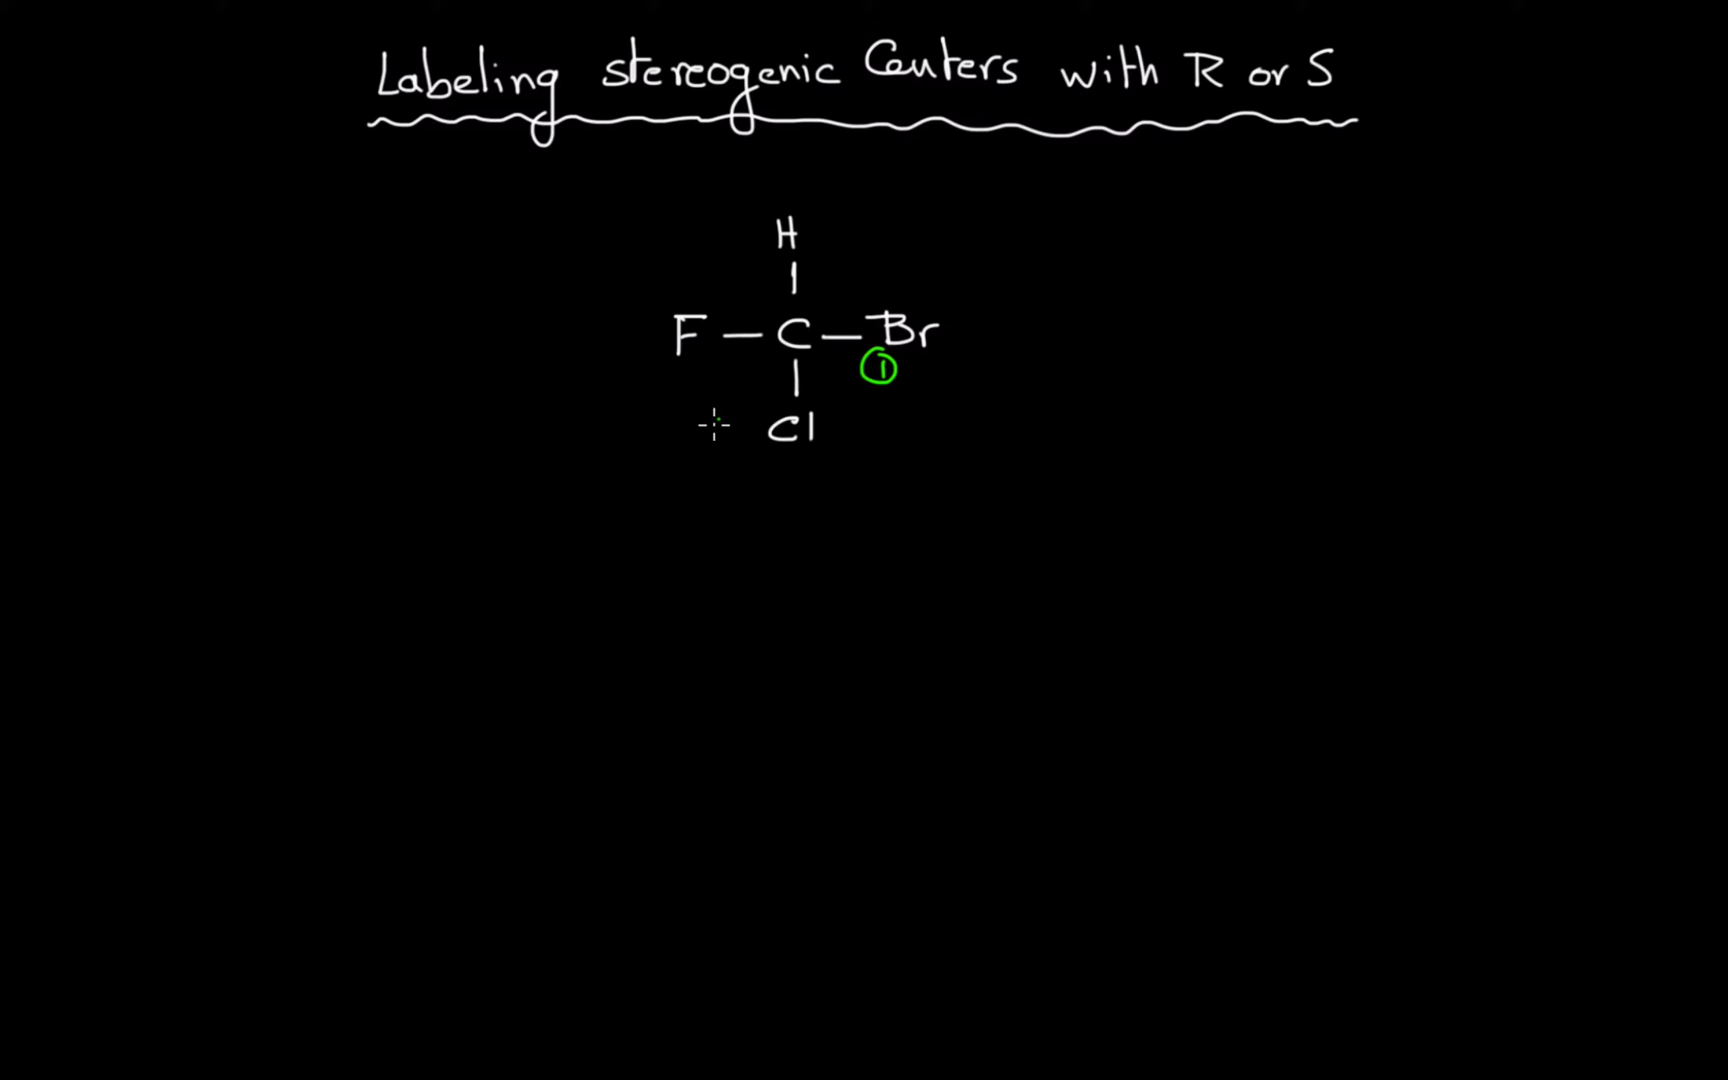 Labeling stereogenic Centers with R or S
H
F — C — Br
①
Cl